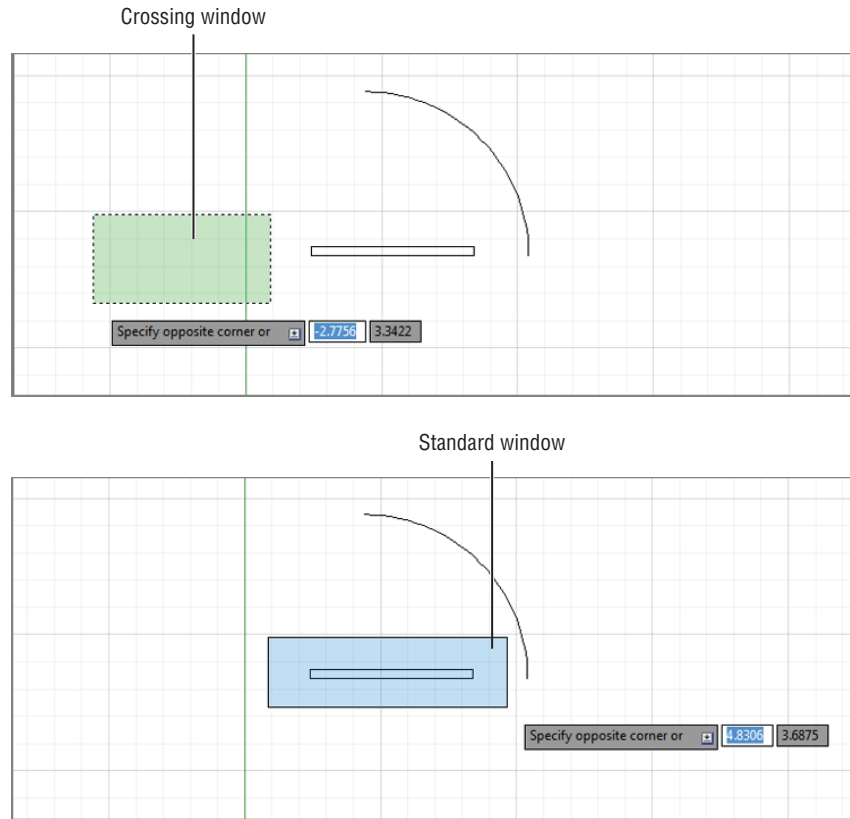 Crossing window
Specify opposite corner or -2.7756 3.3422
Standard window
Specify opposite corner or 4.8306 3.6875